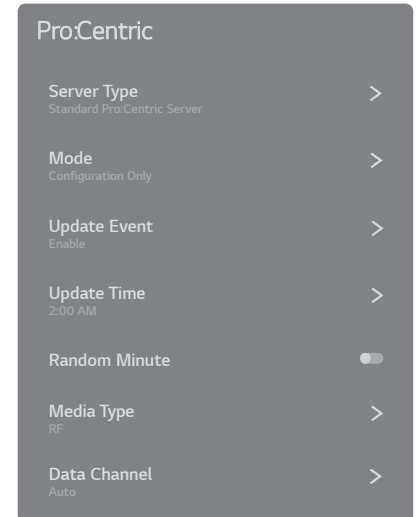 Pro:Centric
Server Type
Standard Pro:Centric Server
Mode
Configuration Only
Update Event
Enable
Update Time
2:00 AM
Random Minute
Media Type
RF
Data Channel
Auto